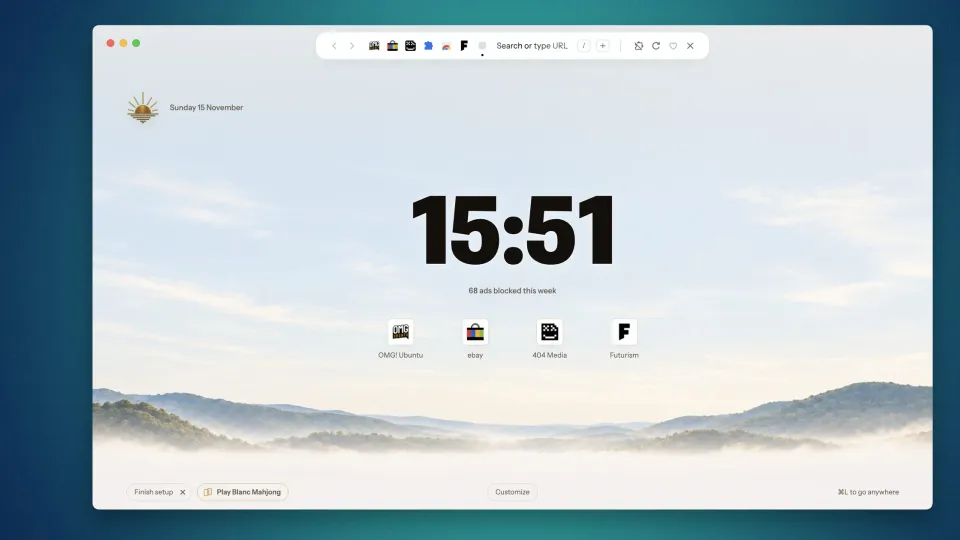 Search or type URL / +
Sunday 15 November
15:51
68 ads blocked this week
OMG! Ubuntu
ebay
404 Media
Futurism
Finish setup
Play Blanc Mahjong
Customize
⌘L to go anywhere